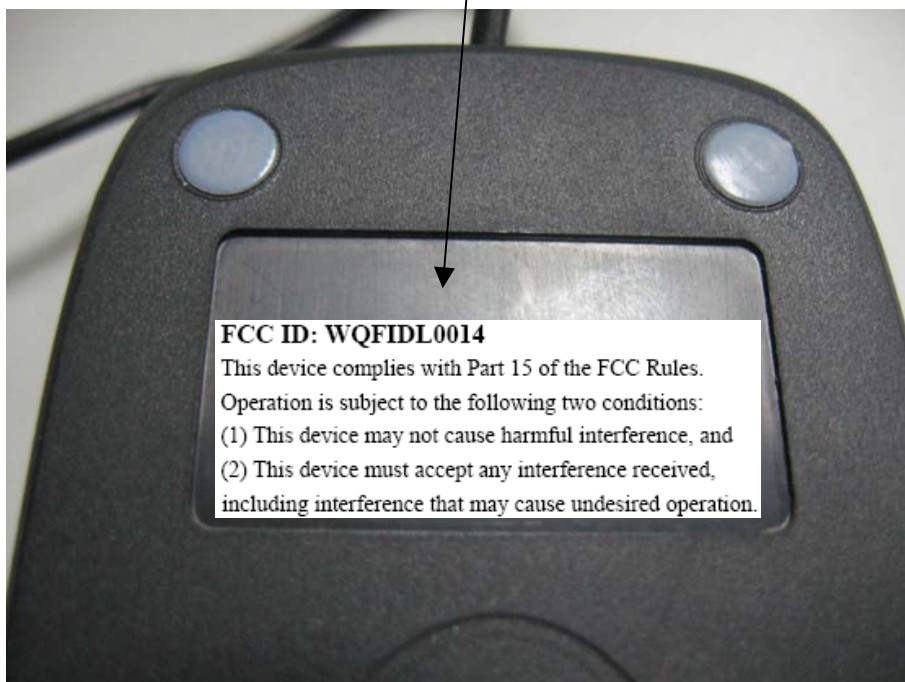 FCC ID: WQFIDL0014
This device complies with Part 15 of the FCC Rules.
Operation is subject to the following two conditions:
(1) This device may not cause harmful interference, and
(2) This device must accept any interference received,
including interference that may cause undesired operation.